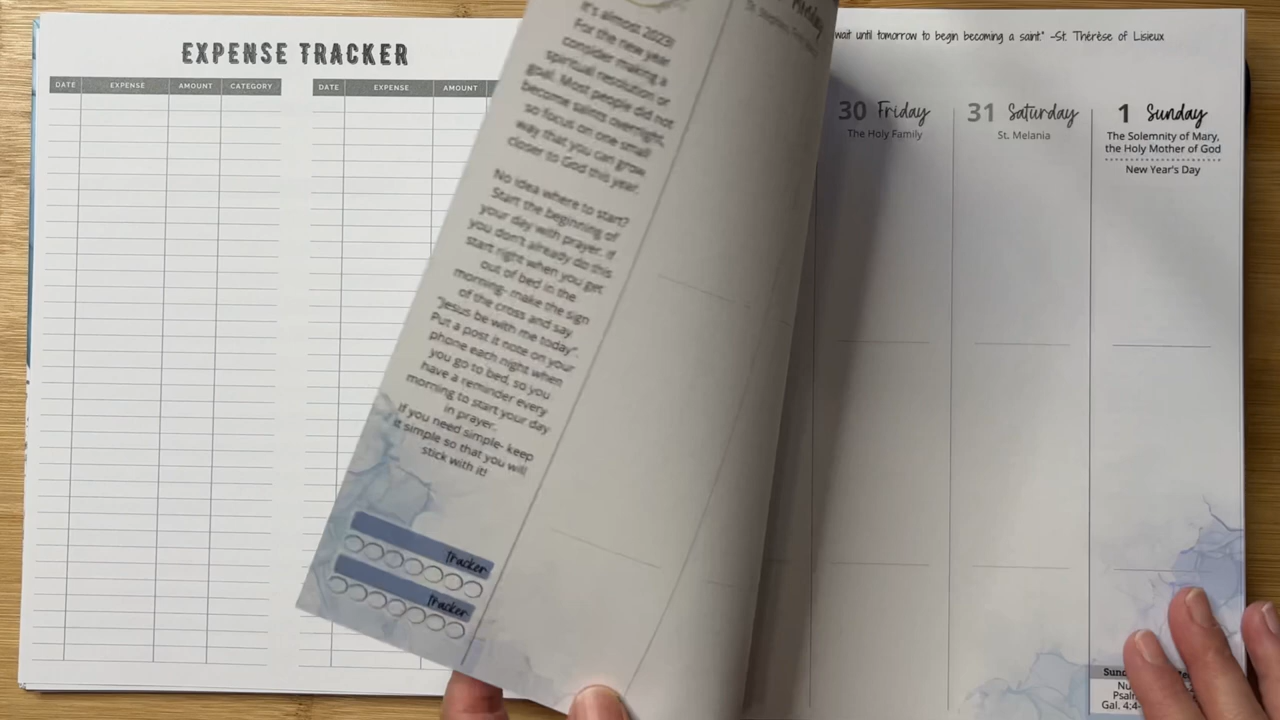 EXPENSE TRACKER
DATE EXPENSE AMOUNT CATEGORY
DATE EXPENSE AMOUNT
It's almost 2023!
For the new year
consider making a
spiritual resolution or
goal. Most people did not
become saints overnight,
so focus on one small
way that you can grow
closer to God this year.
No idea where to start?
Start the beginning of
your day with prayer. If
you don't already do this
start right when you get
out of bed in the
morning- make the sign
of the cross and say
"Jesus be with me today".
Put a post it note on your
phone each night when
you go to bed, so you
have a reminder every
morning to start your day
in prayer.
If you need simple- keep
it simple so that you will
stick with it!
Tracker
Tracker
Monday
wait until tomorrow to begin becoming a saint." -St. Thérèse of Lisieux
30 Friday
The Holy Family
31 Saturday
St. Melania
1 Sunday
The Solemnity of Mary,
the Holy Mother of God
New Year's Day
Gal. 4:4-